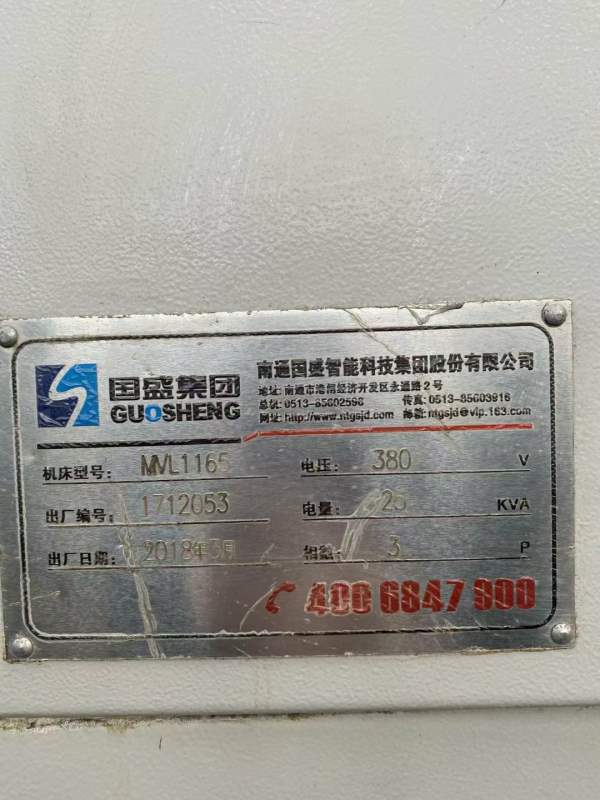 国盛集团
GUOSHENG
南通国盛智能科技集团股份有限公司
地址: 南通市港闸经济开发区永通路2号
总机: 0513-85602596 传真: 0513-85603916
网址: http://www.ntgsjd.com 邮箱: ntgsjd@vip.163.com
机床型号: MVL1165 电压: 380 V
出厂编号: 1712053 电量: 25 KVA
出厂日期: 2018年3月 相数: 3 P
400 6847 900